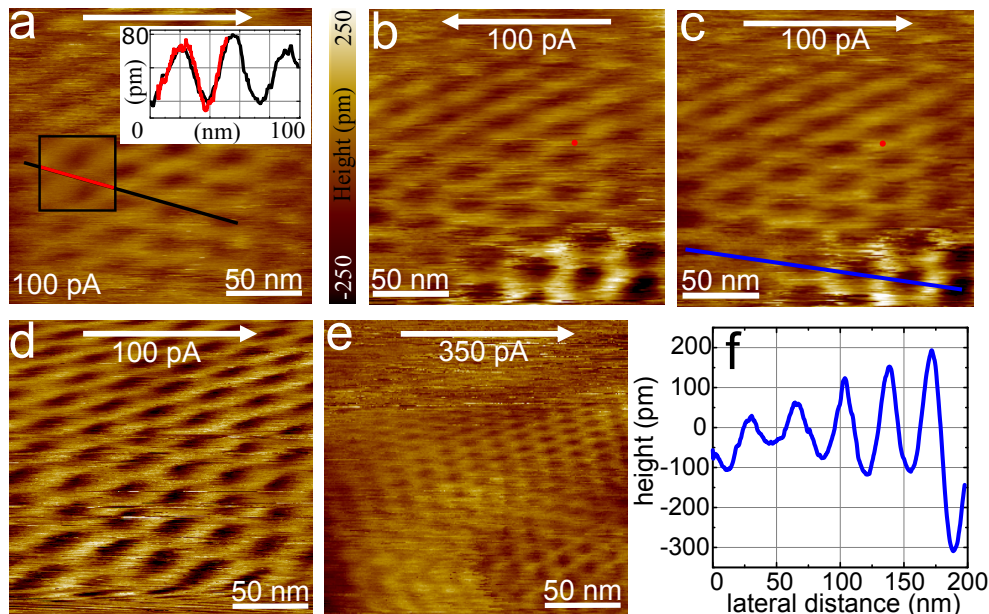 a
80
(pm)
0
(nm)
100
100 pA
50 nm
250
Height (pm)
-250
b
100 pA
50 nm
c
100 pA
50 nm
d
100 pA
50 nm
e
350 pA
50 nm
f
200
100
0
-100
-200
-300
height (pm)
0
50
100
150
200
lateral distance (nm)